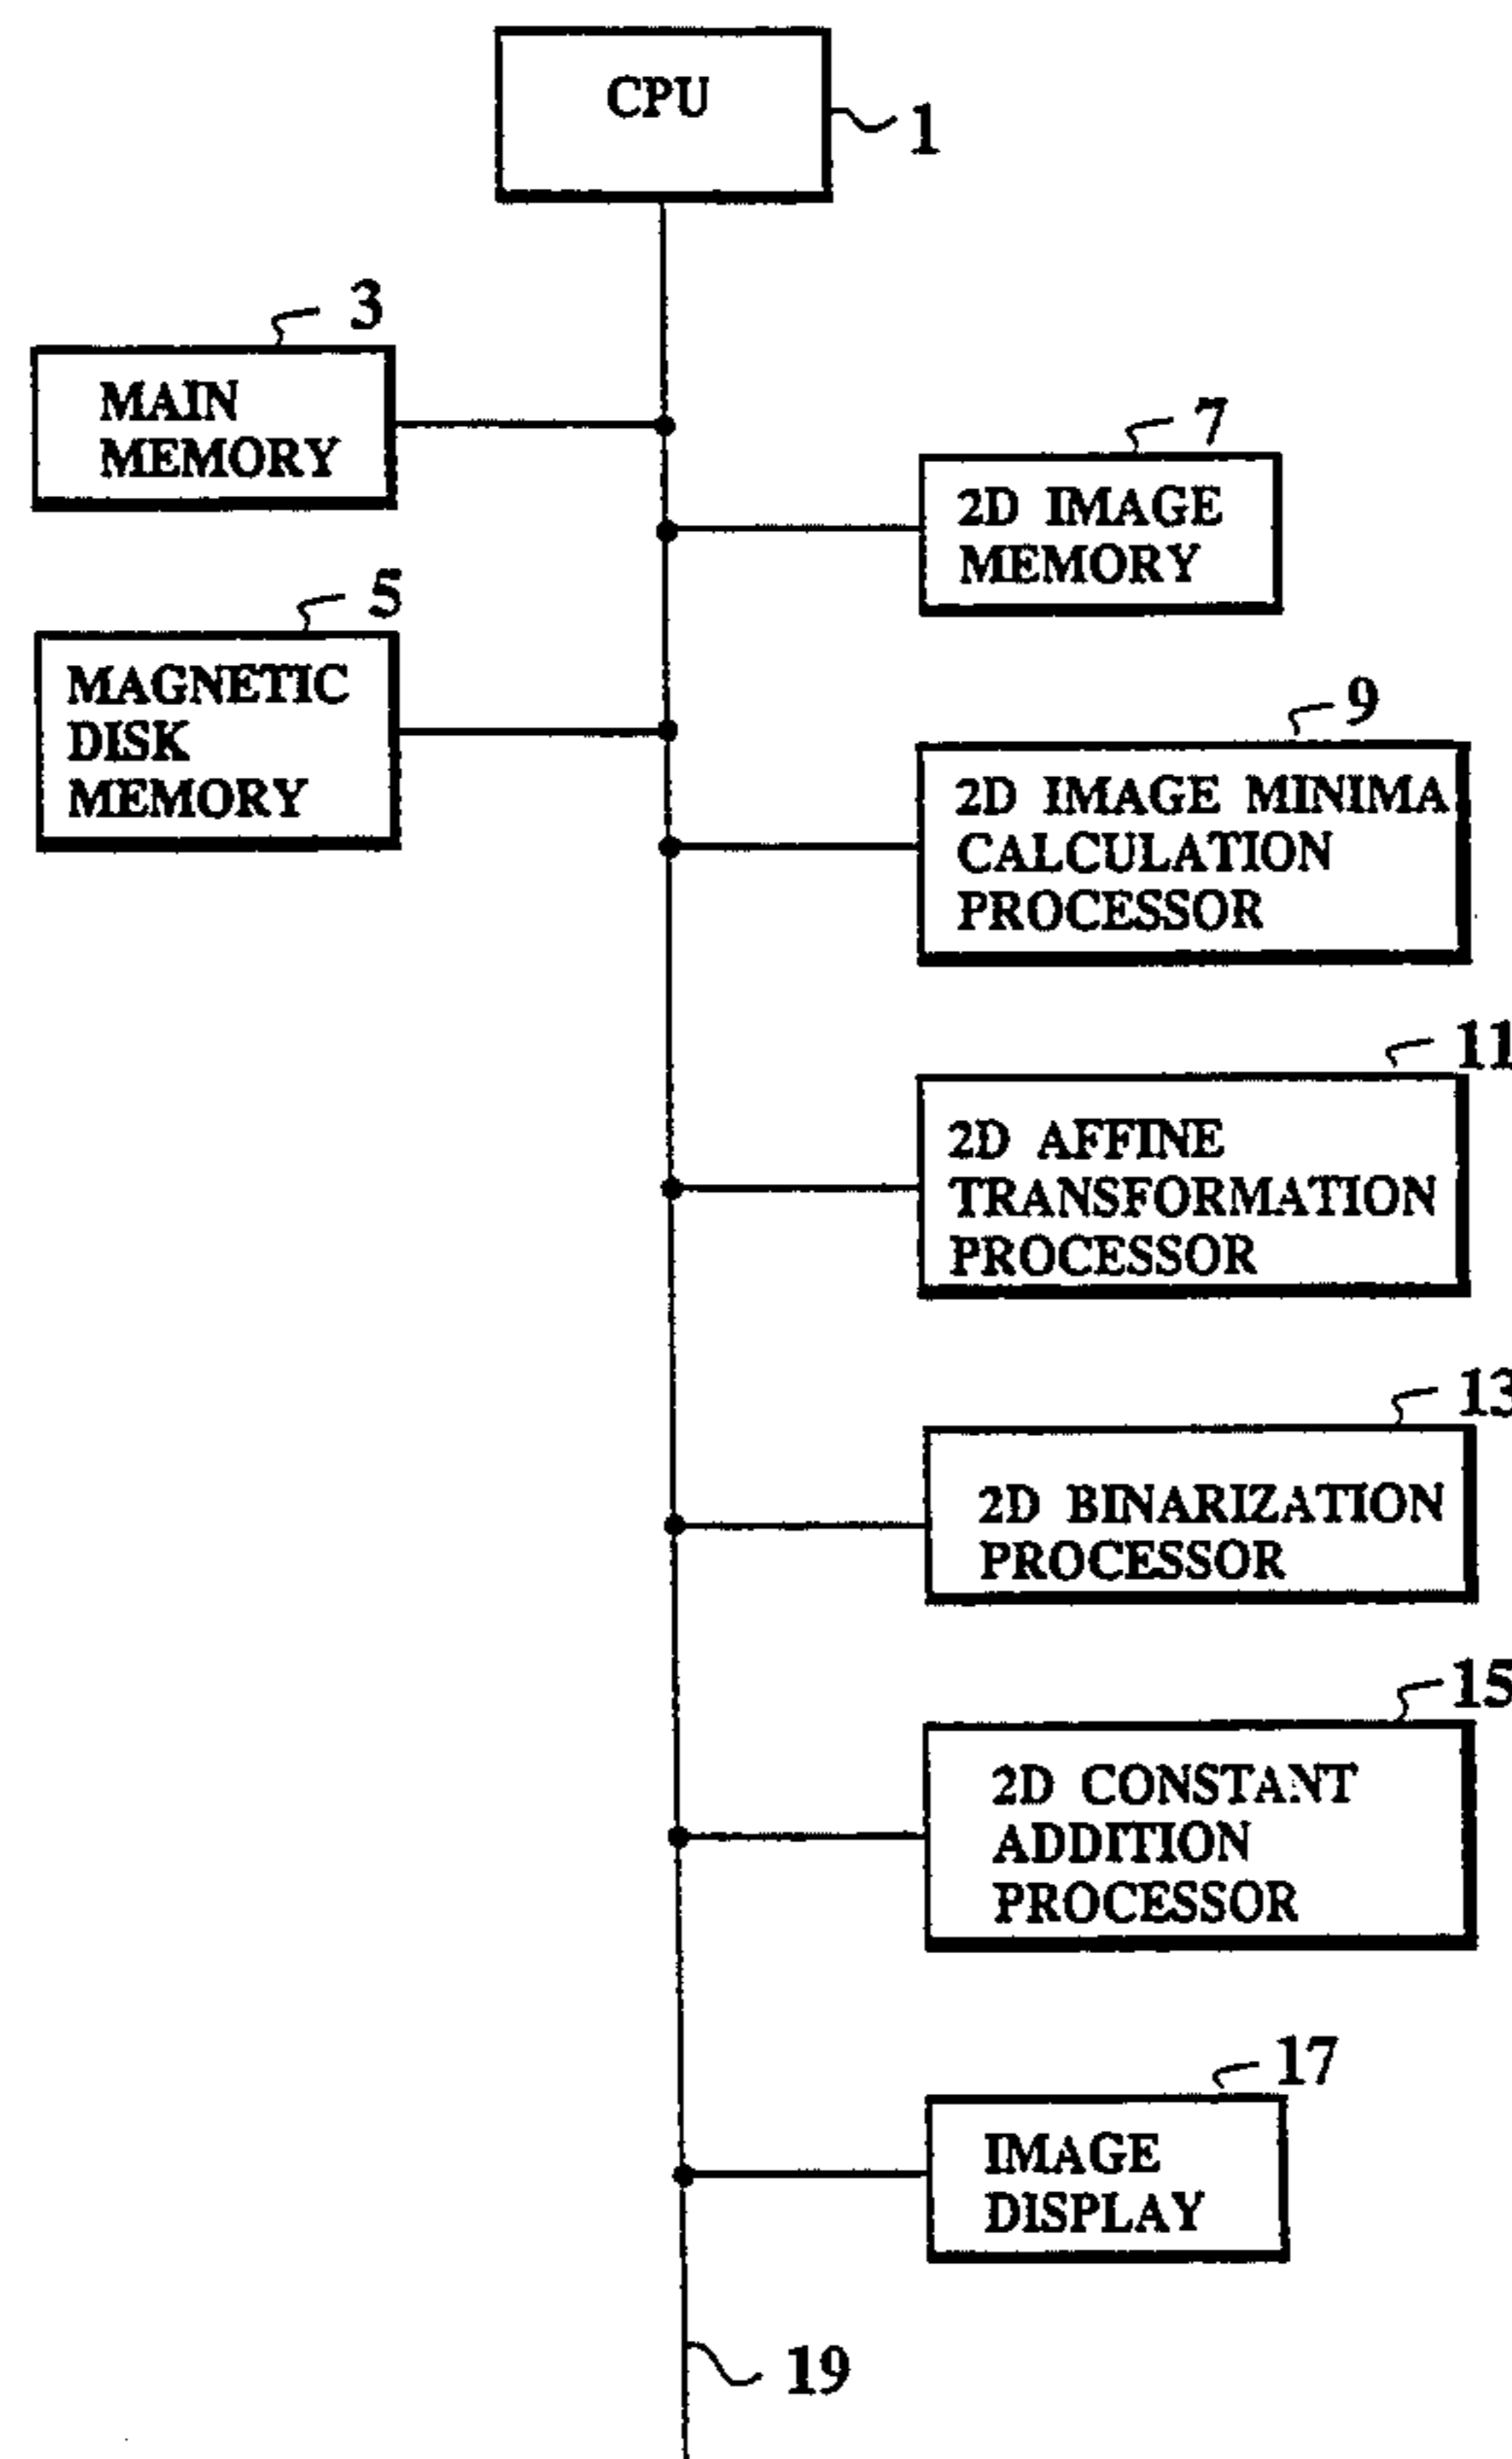 CPU
1
3
MAIN
MEMORY
7
2D IMAGE
MEMORY
5
MAGNETIC
DISK
MEMORY
9
2D IMAGE MINIMA
CALCULATION
PROCESSOR
11
2D AFFINE
TRANSFORMATION
PROCESSOR
13
2D BINARIZATION
PROCESSOR
15
2D CONSTANT
ADDITION
PROCESSOR
17
IMAGE
DISPLAY
19